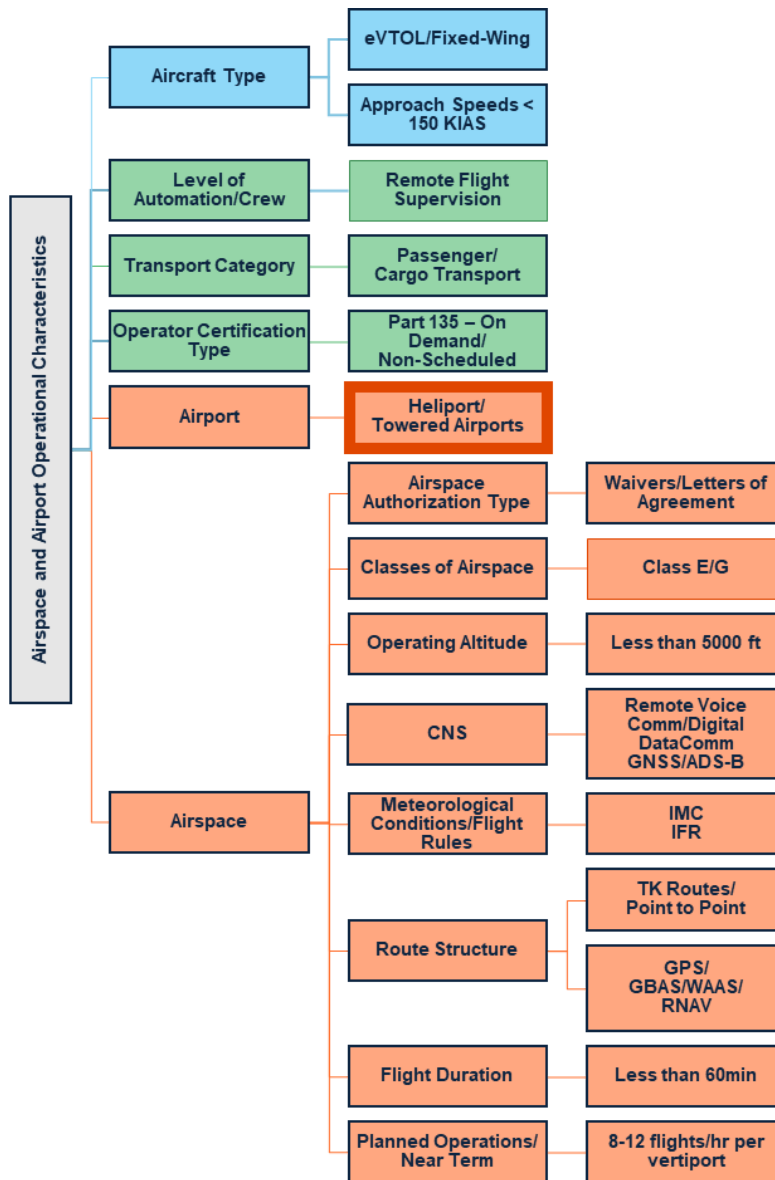 Airspace and Airport Operational Characteristics
Aircraft Type
eVTOL/Fixed-Wing
Approach Speeds <
150 KIAS
Level of
Automation/Crew
Remote Flight
Supervision
Transport Category
Passenger/
Cargo Transport
Operator Certification
Type
Part 135 – On
Demand/
Non-Scheduled
Airport
Heliport/
Towered Airports
Airspace
Airspace
Authorization Type
Waivers/Letters of
Agreement
Classes of Airspace
Class E/G
Operating Altitude
Less than 5000 ft
CNS
Remote Voice
Comm/Digital
DataComm
GNSS/ADS-B
Meteorological
Conditions/Flight
Rules
IMC
IFR
Route Structure
TK Routes/
Point to Point
GPS/
GBAS/WAAS/
RNAV
Flight Duration
Less than 60min
Planned Operations/
Near Term
8-12 flights/hr per
vertiport